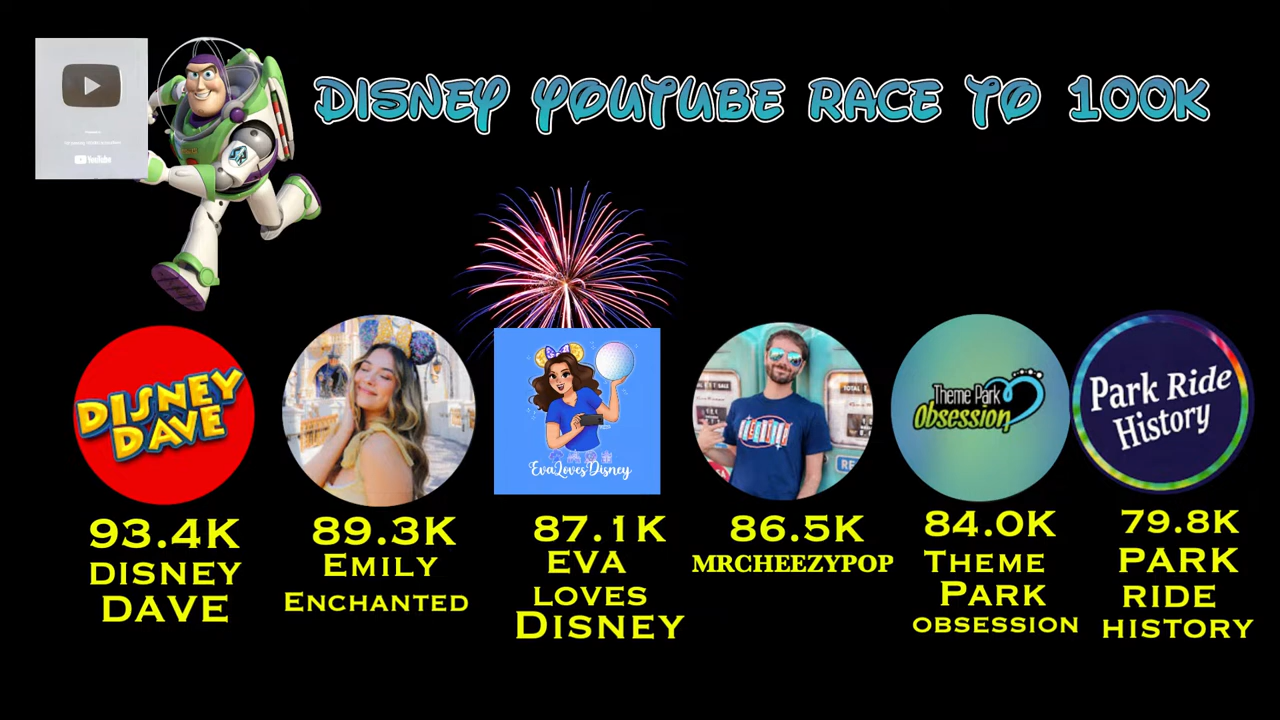 DISNEY YOUTUBE RACE TO 100K
YouTube
DISNEY
DAVE
EvaLovesDisney
Theme Park
Obsession
Park Ride
History
93.4K
DISNEY
DAVE
89.3K
Emily
Enchanted
87.1K
EVA
LOVES
DISNEY
86.5K
MRCHEEZYPOP
84.0K
Theme
Park
OBSESSION
79.8K
PARK
RIDE
HISTORY